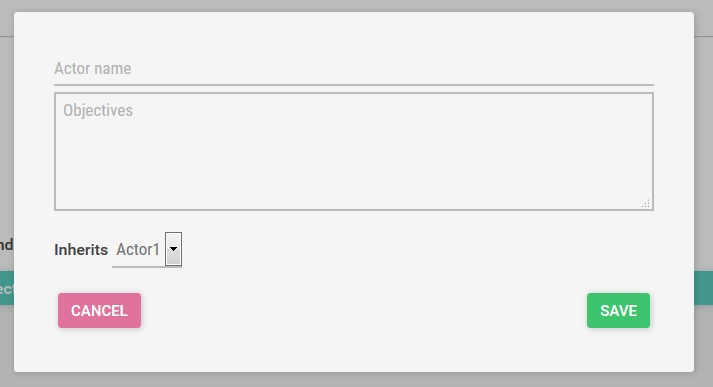 Actor name
Objectives
Inherits Actor1
CANCEL SAVE